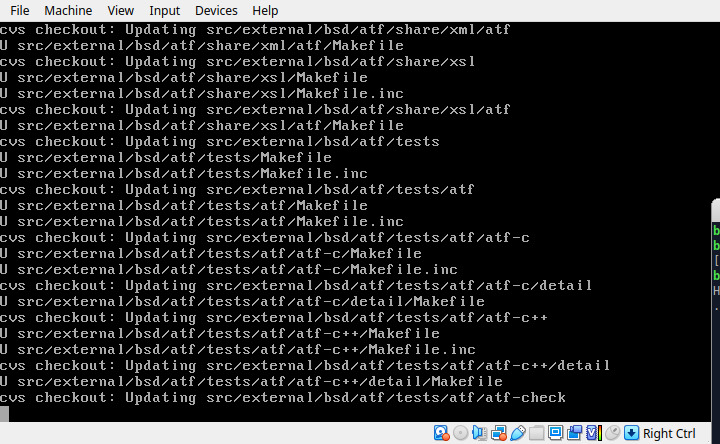 File Machine View Input Devices Help
cvs checkout: Updating src/external/bsd/atf/share/xml/atf
U src/external/bsd/atf/share/xml/atf/Makefile
cvs checkout: Updating src/external/bsd/atf/share/xsl
U src/external/bsd/atf/share/xsl/Makefile
U src/external/bsd/atf/share/xsl/Makefile.inc
cvs checkout: Updating src/external/bsd/atf/share/xsl/atf
U src/external/bsd/atf/share/xsl/atf/Makefile
cvs checkout: Updating src/external/bsd/atf/tests
U src/external/bsd/atf/tests/Makefile
U src/external/bsd/atf/tests/Makefile.inc
cvs checkout: Updating src/external/bsd/atf/tests/atf
U src/external/bsd/atf/tests/atf/Makefile
U src/external/bsd/atf/tests/atf/Makefile.inc
cvs checkout: Updating src/external/bsd/atf/tests/atf/atf-c
U src/external/bsd/atf/tests/atf/atf-c/Makefile
U src/external/bsd/atf/tests/atf/atf-c/Makefile.inc
cvs checkout: Updating src/external/bsd/atf/tests/atf/atf-c/detail
U src/external/bsd/atf/tests/atf/atf-c/detail/Makefile
cvs checkout: Updating src/external/bsd/atf/tests/atf/atf-c++
U src/external/bsd/atf/tests/atf/atf-c++/Makefile
U src/external/bsd/atf/tests/atf/atf-c++/Makefile.inc
cvs checkout: Updating src/external/bsd/atf/tests/atf/atf-c++/detail
U src/external/bsd/atf/tests/atf/atf-c++/detail/Makefile
cvs checkout: Updating src/external/bsd/atf/tests/atf/atf-check
Right Ctrl
b
b
[
b
H
.